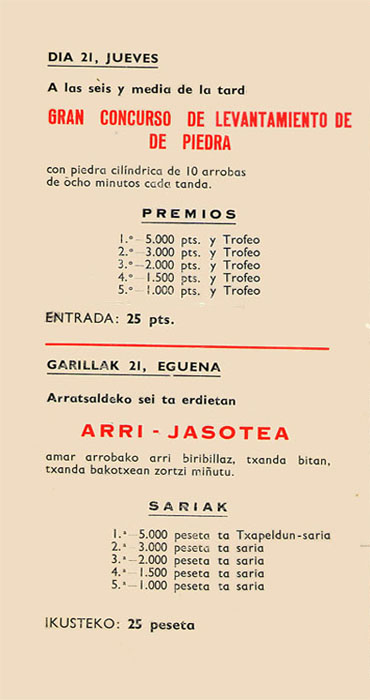 DIA 21, JUEVES
A las seis y media de la tard
GRAN CONCURSO DE LEVANTAMIENTO DE
DE PIEDRA
con piedra cilíndrica de 10 arrobas
de ocho minutos cada tanda.
PREMIOS
1.º—5.000 pts. y Trofeo
2.º—3.000 pts. y Trofeo
3.º—2.000 pts. y Trofeo
4.º—1.500 pts. y Trofeo
5.º—1.000 pts. y Trofeo
ENTRADA: 25 pts.
GARILLAK 21, EGUENA
Arratsaldeko sei ta erdietan
ARRI - JASOTEA
amar arrobako arri biribillaz, txanda bitan,
txanda bakotxean zortzi miñutu.
SARIAK
1.ª—5.000 peseta ta Txapeldun-saria
2.ª—3.000 peseta ta saria
3.ª—2.000 peseta ta saria
4.ª—1.500 peseta ta saria
5.ª—1.000 peseta ta saria
IKUSTEKO: 25 peseta